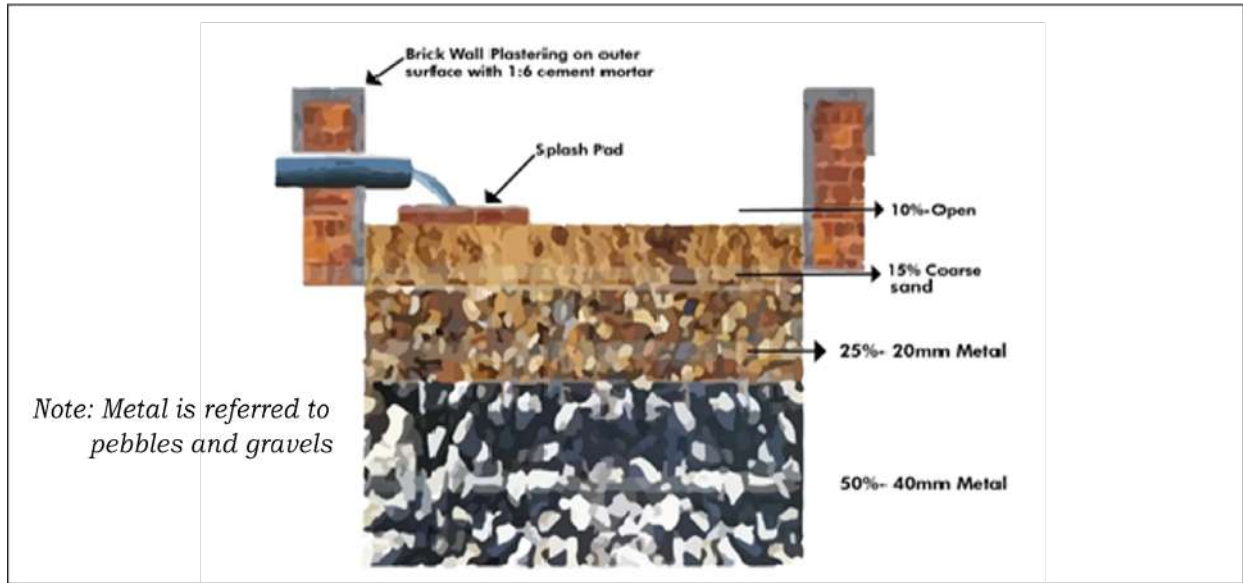 Brick Wall Plastering on outer
surface with 1:6 cement mortar
Splash Pad
10%-Open
15% Coarse
sand
25%- 20mm Metal
Note: Metal is referred to
pebbles and gravels
50%- 40mm Metal